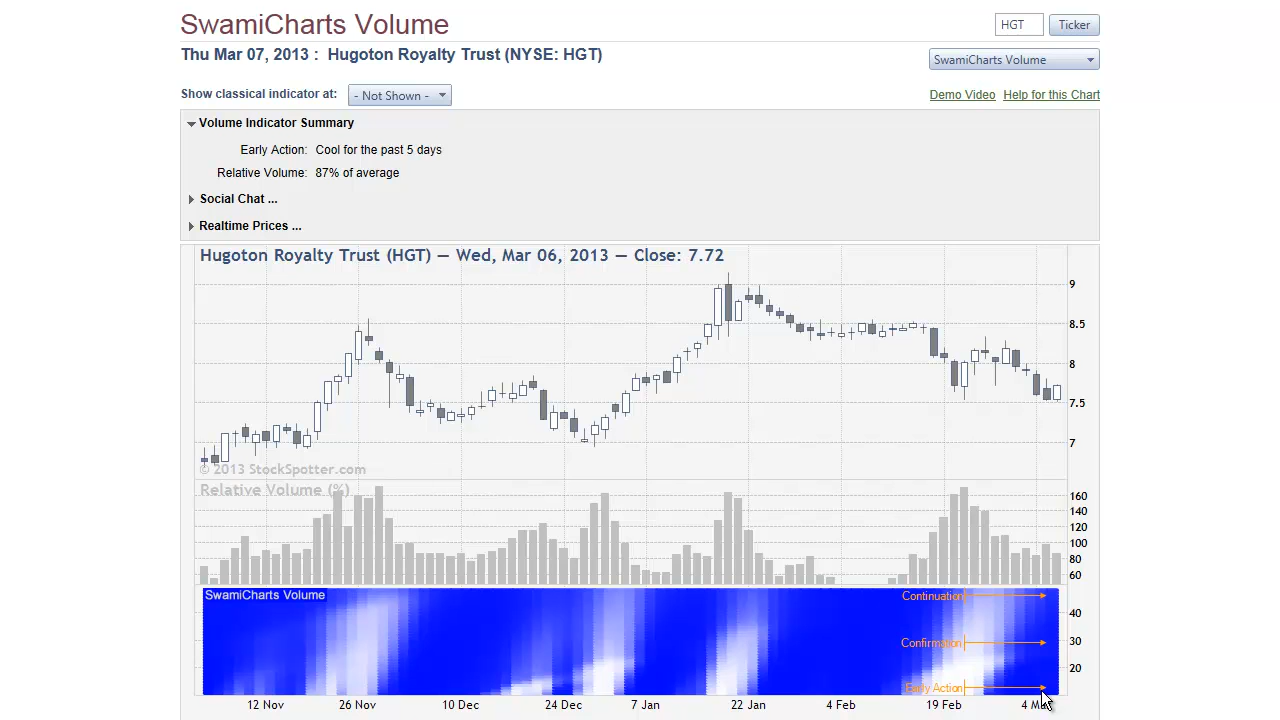 SwamiCharts Volume
HGT Ticker
Thu Mar 07, 2013 : Hugoton Royalty Trust (NYSE: HGT)
SwamiCharts Volume
Show classical indicator at: - Not Shown -
Demo Video Help for this Chart
Volume Indicator Summary
Early Action: Cool for the past 5 days
Relative Volume: 87% of average
Social Chat ...
Realtime Prices ...
Hugoton Royalty Trust (HGT) — Wed, Mar 06, 2013 — Close: 7.72
9
8.5
8
7.5
7
© 2013 StockSpotter.com
Relative Volume (%)
160
140
120
100
80
60
SwamiCharts Volume
Continuation
40
Confirmation
30
20
Early Action
12 Nov 26 Nov 10 Dec 24 Dec 7 Jan 22 Jan 4 Feb 19 Feb 4 Mar